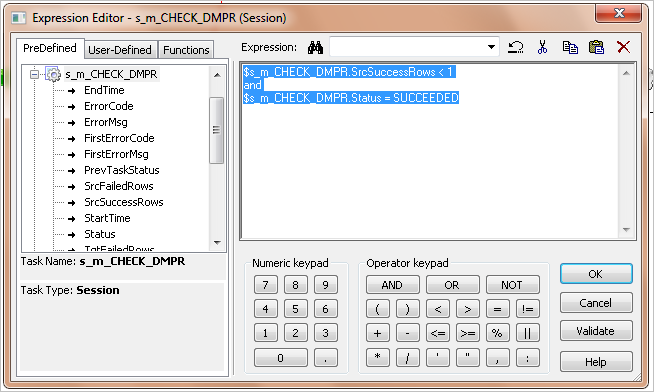 Expression Editor - s_m_CHECK_DMPR (Session)
PreDefined User-Defined Functions
Expression:
s_m_CHECK_DMPR
EndTime
ErrorCode
ErrorMsg
FirstErrorCode
FirstErrorMsg
PrevTaskStatus
SrcFailedRows
SrcSuccessRows
StartTime
Status
TgtFailedRows
$s_m_CHECK_DMPR.SrcSuccessRows < 1
and
$s_m_CHECK_DMPR.Status = SUCCEEDED
Task Name: s_m_CHECK_DMPR
Task Type: Session
Numeric keypad
7 8 9
4 5 6
1 2 3
0 .
Operator keypad
AND OR NOT
( ) < > = !=
+ - <= >= % ||
* / ' " , :
OK
Cancel
Validate
Help